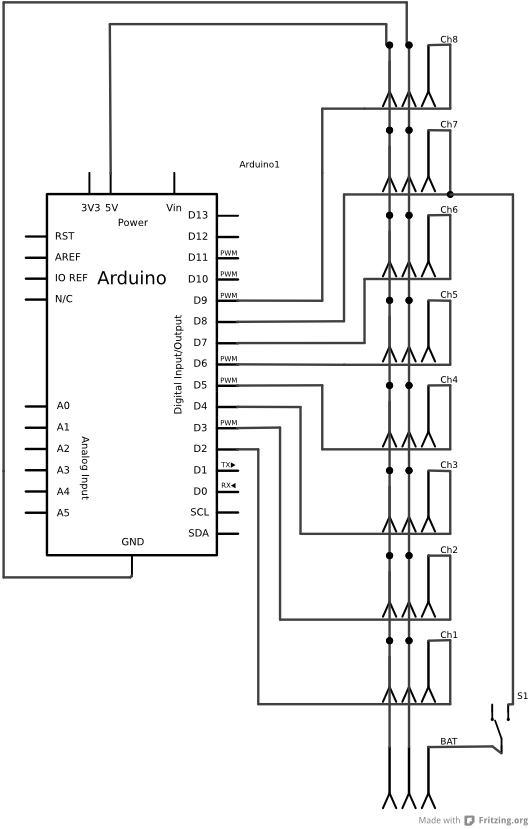 Ch8
Ch7
Arduino1
3V3 5V Vin
Power
D13
RST
D12
AREF
D11 PWM
IO REF
Arduino
D10 PWM
N/C
D9 PWM
D8
D7
Digital Input/Output
D6 PWM
D5 PWM
A0
D4
A1
D3 PWM
A2
D2
Analog Input
A3
D1 TX▶
A4
D0 RX◀
A5
SCL
SDA
GND
Ch6
Ch5
Ch4
Ch3
Ch2
Ch1
S1
BAT
Made with Fritzing.org